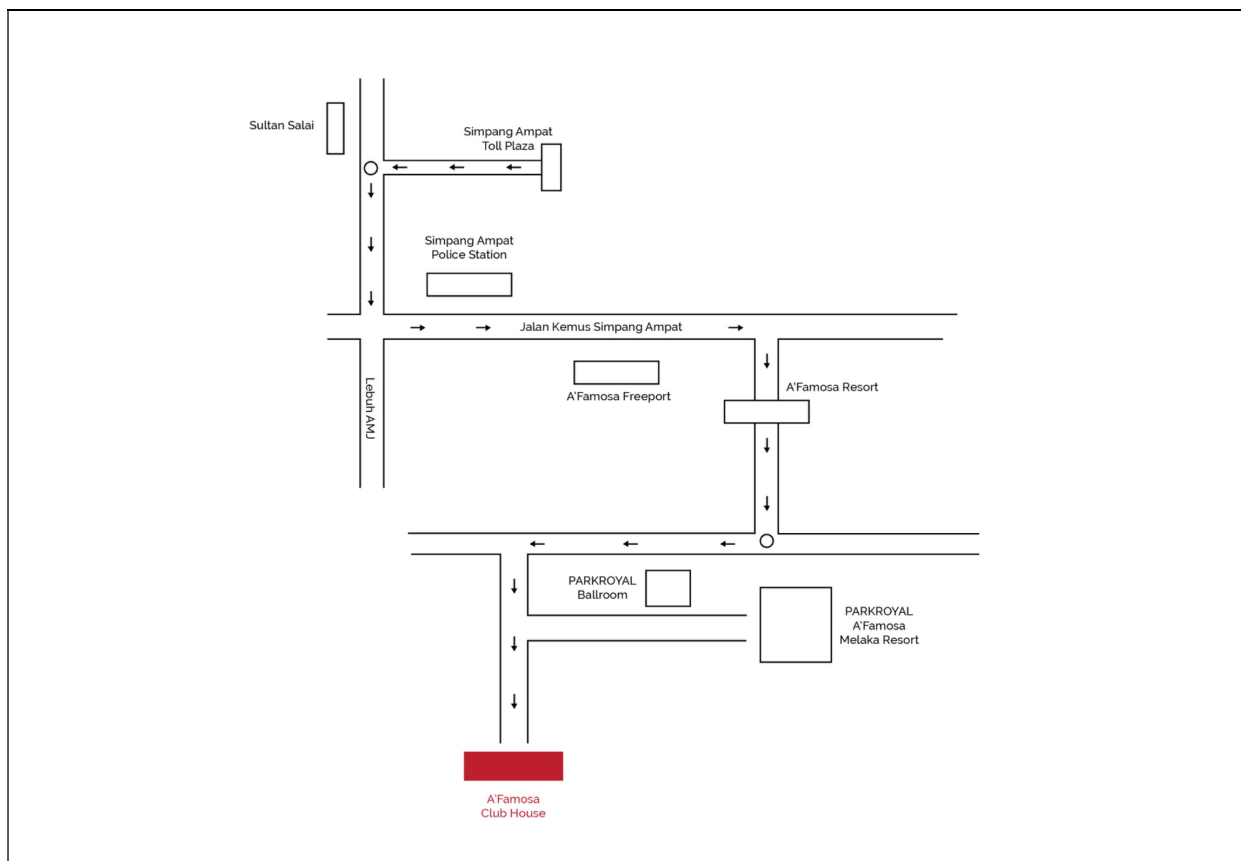 Sultan Salai
Simpang Ampat
Toll Plaza
Simpang Ampat
Police Station
Jalan Kemus Simpang Ampat
Lebuh AMJ
A'Famosa Freeport
A'Famosa Resort
PARKROYAL
Ballroom
PARKROYAL
A'Famosa
Melaka Resort
A'Famosa
Club House